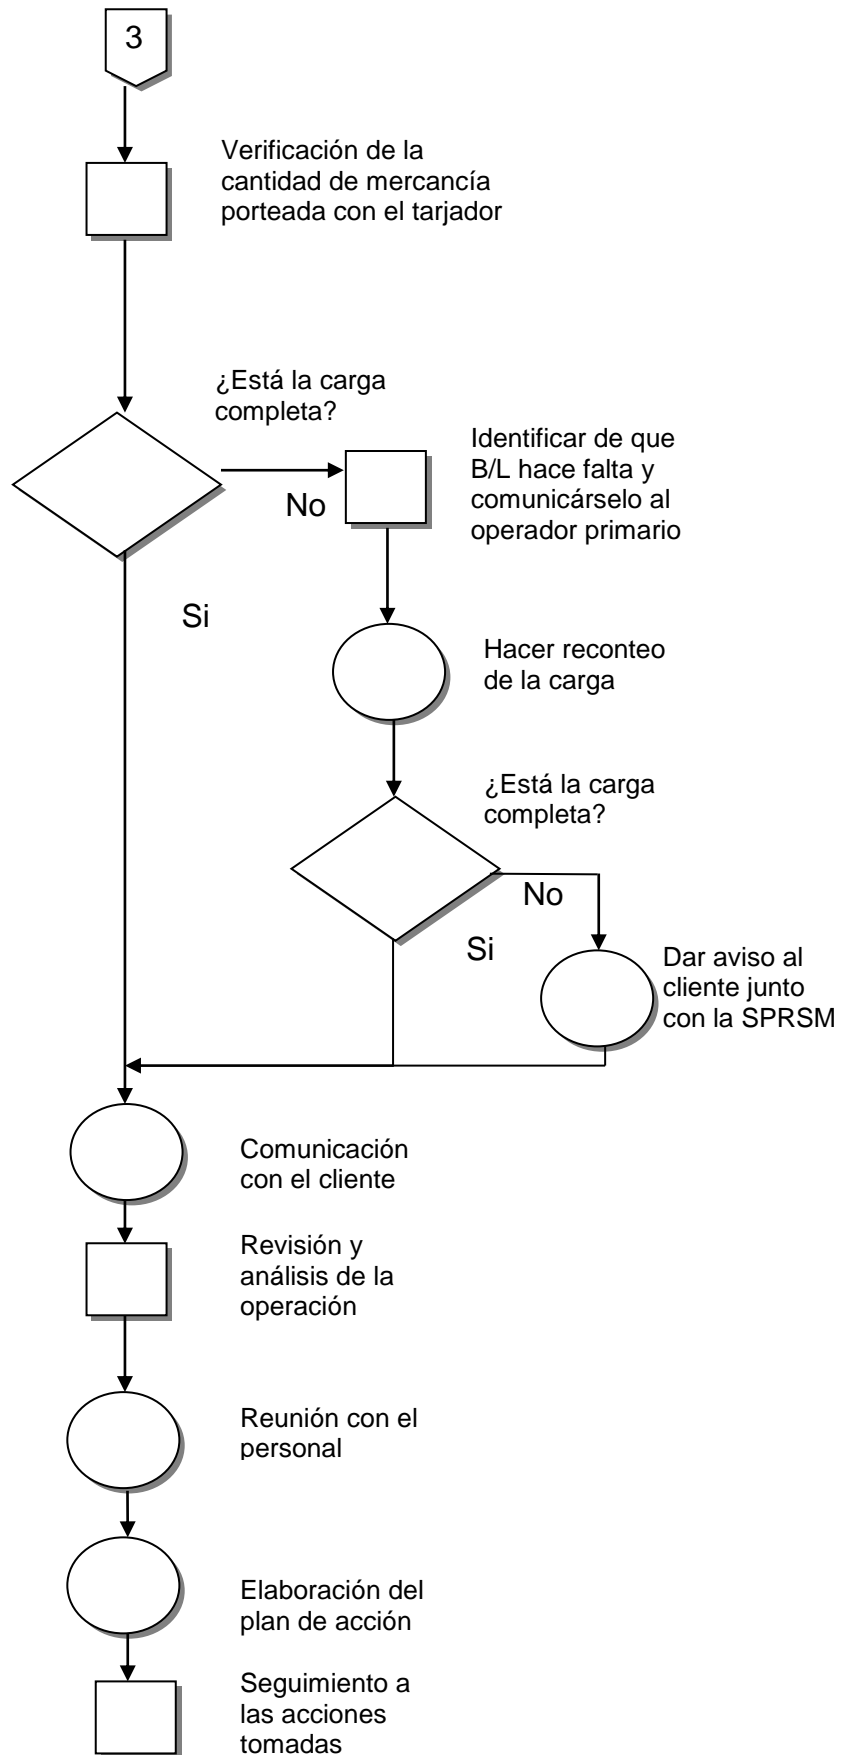 3
Verificación de la
cantidad de mercancía
porteada con el tarjador
¿Está la carga
completa?
No
Si
Identificar de que
B/L hace falta y
comunicárselo al
operador primario
Hacer reconteo
de la carga
¿Está la carga
completa?
No
Si
Dar aviso al
cliente junto
con la SPRSM
Comunicación
con el cliente
Revisión y
análisis de la
operación
Reunión con el
personal
Elaboración del
plan de acción
Seguimiento a
las acciones
tomadas